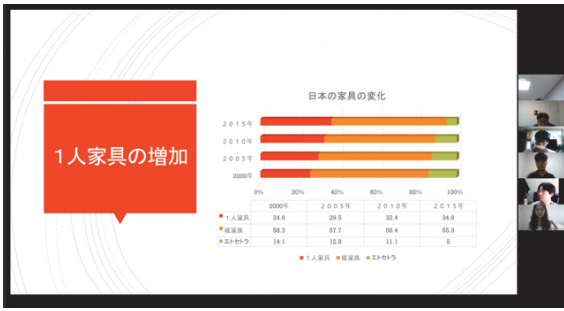 1人家具の増加
日本の家具の変化
2015年
2010年
2005年
2000年
0% 20% 40% 60% 80% 100%
2000年 2005年 2010年 2015年
1人家具 24.6 29.5 32.4 34.6
核家族 58.3 57.7 56.4 55.9
エトセトラ 14.1 12.8 11.1 5
1人家具 核家族 エトセトラ